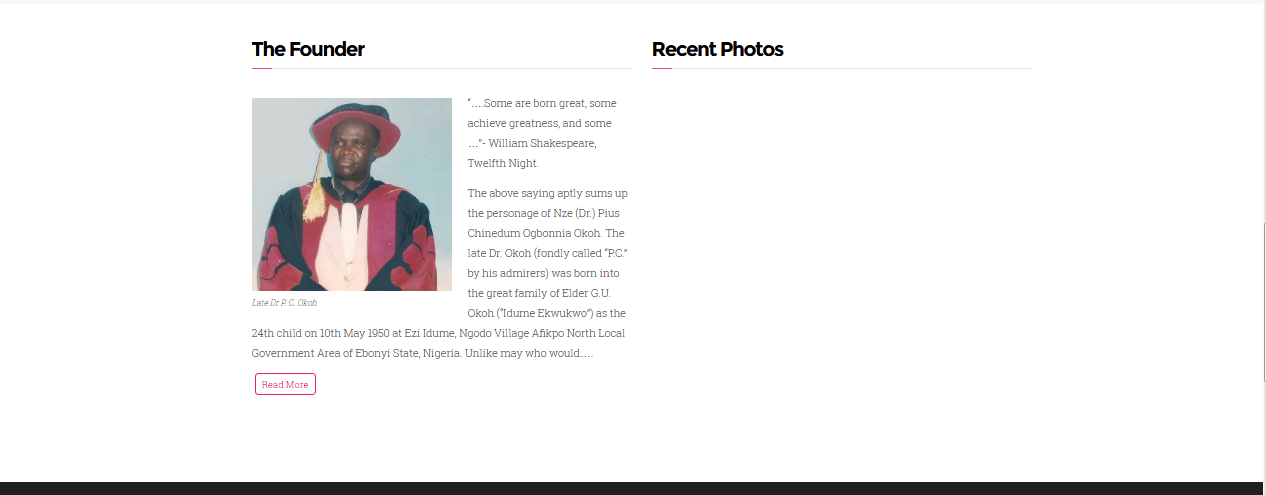 The Founder
Recent Photos
"....Some are born great, some
achieve greatness, and some
..."- William Shakespeare,
Twelfth Night.
The above saying aptly sums up
the personage of Nze (Dr.) Pius
Chinedum Ogbonnia Okoh. The
late Dr. Okoh (fondly called "P.C."
by his admirers) was born into
the great family of Elder G.U.
Okoh ("Idume Ekwukwo") as the
24th child on 10th May 1950 at Ezi Idume, Ngodo Village Afikpo North Local
Government Area of Ebonyi State, Nigeria. Unlike may who would....
Late Dr P. C. Okoh
Read More